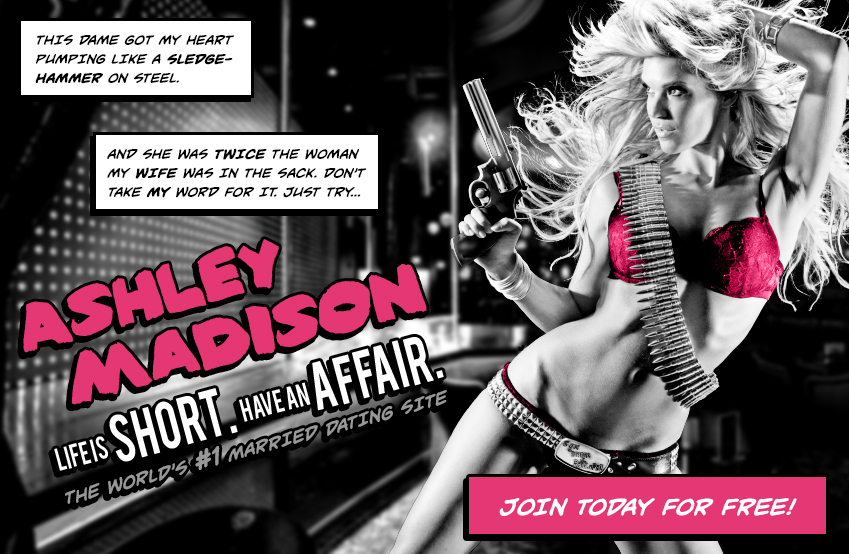 THIS DAME GOT MY HEART
PUMPING LIKE A SLEDGE-
HAMMER ON STEEL.
AND SHE WAS TWICE THE WOMAN
MY WIFE WAS IN THE SACK. DON'T
TAKE MY WORD FOR IT. JUST TRY...
ASHLEY
MADISON
LIFE IS SHORT. HAVE AN AFFAIR.
THE WORLD'S #1 MARRIED DATING SITE
JOIN TODAY FOR FREE!